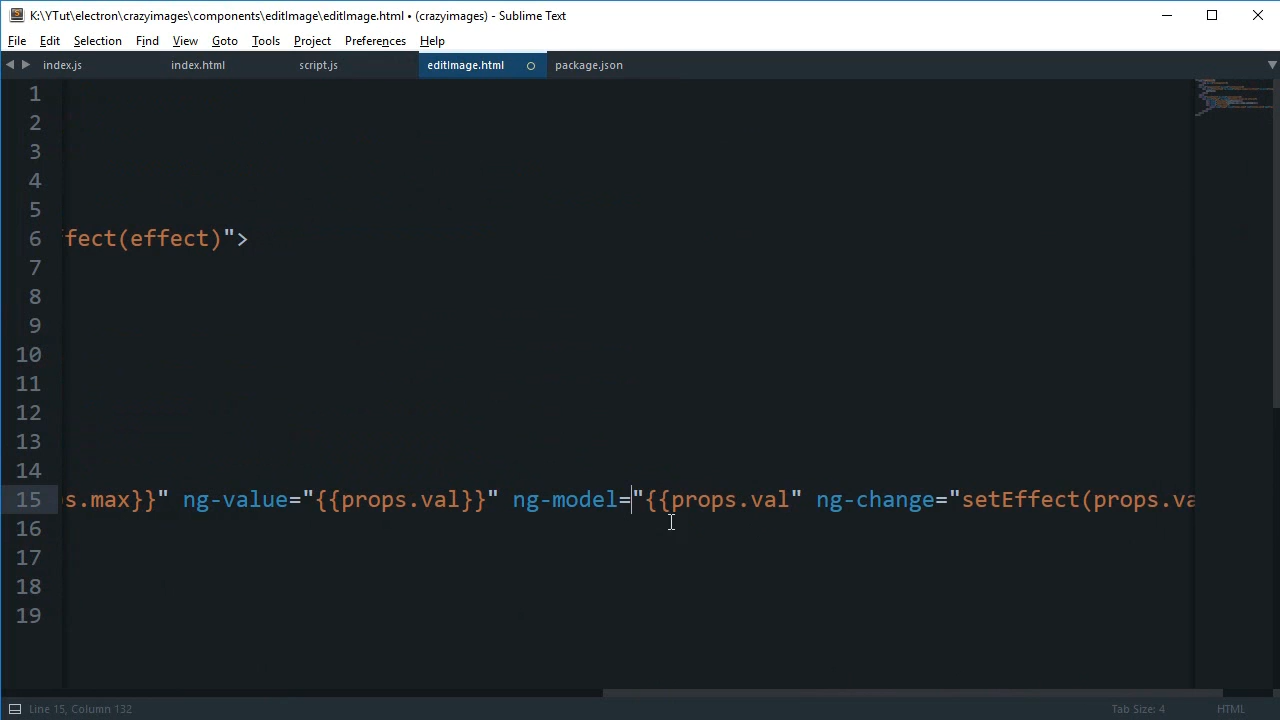 K:\YTut\electron\crazyimages\components\editImage\editImage.html • (crazyimages) - Sublime Text
File Edit Selection Find View Goto Tools Project Preferences Help
index.js index.html script.js editImage.html package.json
1
2
3
4
5
6 ffect(effect)">
7
8
9
10
11
12
13
14
15 ps.max}}" ng-value="{{props.val}}" ng-model="{{props.val" ng-change="setEffect(props.va
16
17
18
19
Line 15, Column 132 Tab Size: 4 HTML